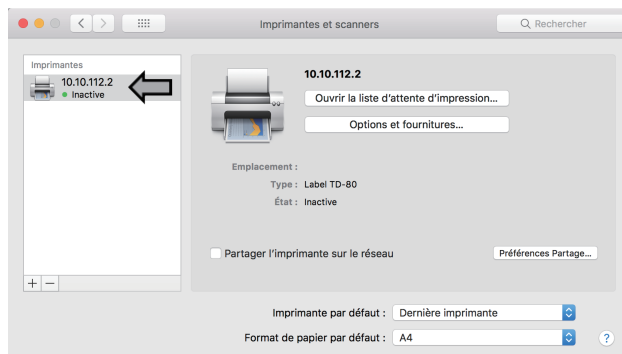 Imprimantes et scanners
Rechercher
Imprimantes
10.10.112.2
Inactive
10.10.112.2
Ouvrir la liste d'attente d'impression...
Options et fournitures...
Emplacement :
Type : Label TD-80
État : Inactive
Partager l'imprimante sur le réseau
Préférences Partage...
+ −
Imprimante par défaut : Dernière imprimante
Format de papier par défaut : A4
?